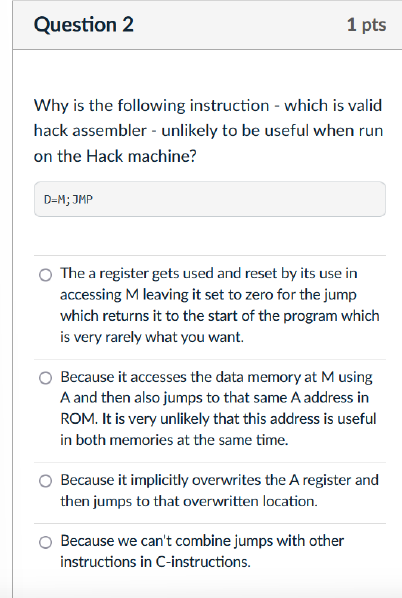 Question 2
1 pts
Why is the following instruction - which is valid
hack assembler - unlikely to be useful when run
on the Hack machine?
D=M;JMP
The a register gets used and reset by its use in
accessing M leaving it set to zero for the jump
which returns it to the start of the program which
is very rarely what you want.
Because it accesses the data memory at M using
A and then also jumps to that same A address in
ROM. It is very unlikely that this address is useful
in both memories at the same time.
Because it implicitly overwrites the A register and
then jumps to that overwritten location.
Because we can't combine jumps with other
instructions in C-instructions.